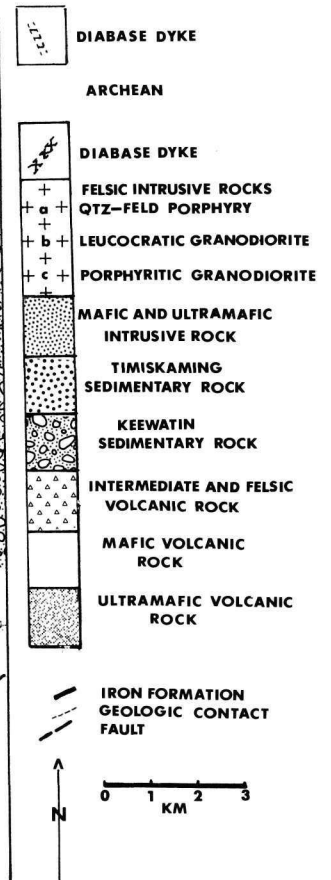 DIABASE DYKE
ARCHEAN
DIABASE DYKE
FELSIC INTRUSIVE ROCKS
a QTZ-FELD PORPHYRY
b LEUCOCRATIC GRANODIORITE
c PORPHYRITIC GRANODIORITE
MAFIC AND ULTRAMAFIC
INTRUSIVE ROCK
TIMISKAMING
SEDIMENTARY ROCK
KEEWATIN
SEDIMENTARY ROCK
INTERMEDIATE AND FELSIC
VOLCANIC ROCK
MAFIC VOLCANIC
ROCK
ULTRAMAFIC VOLCANIC
ROCK
IRON FORMATION
GEOLOGIC CONTACT
FAULT
N
0 1 2 3
KM